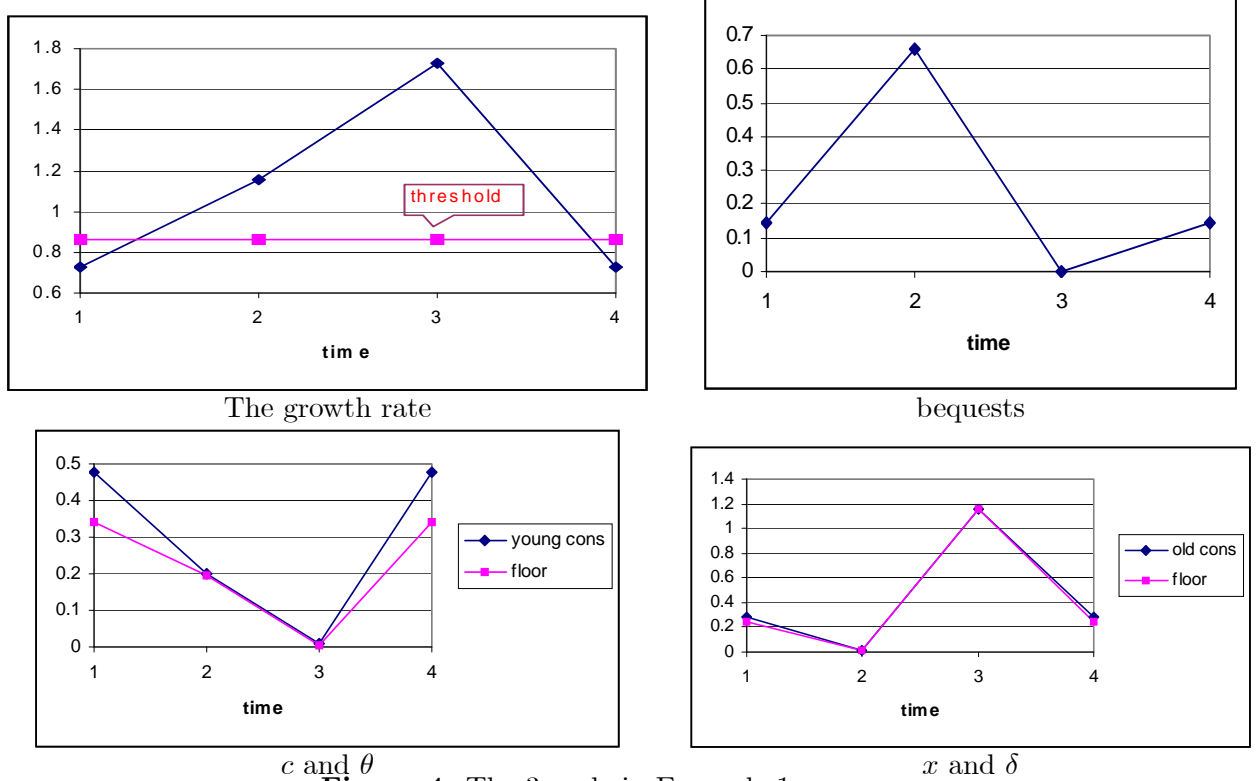 1.8
1.6
1.4
1.2
1
0.8
0.6
threshold
1 2 3 4
time
The growth rate
0.7
0.6
0.5
0.4
0.3
0.2
0.1
0
1 2 3 4
time
bequests
0.5
0.4
0.3
0.2
0.1
0
1 2 3 4
time
young cons
floor
c and θ
1.4
1.2
1
0.8
0.6
0.4
0.2
0
1 2 3 4
time
old cons
floor
x and δ